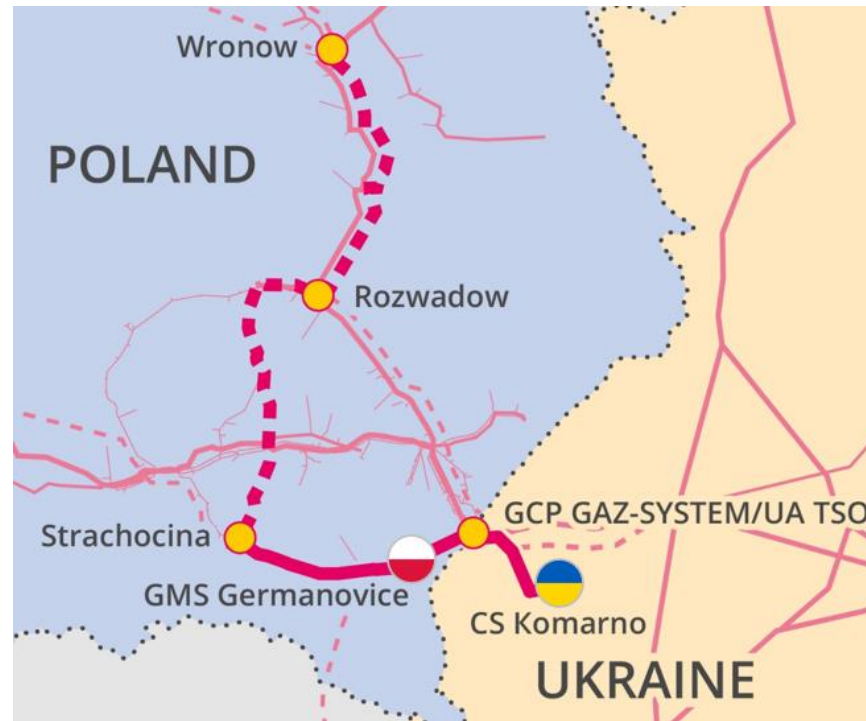 Wronow
POLAND
Rozwadow
GCP GAZ-SYSTEM/UA TSO
Strachocina
GMS Germanovice
CS Komarno
UKRAINE